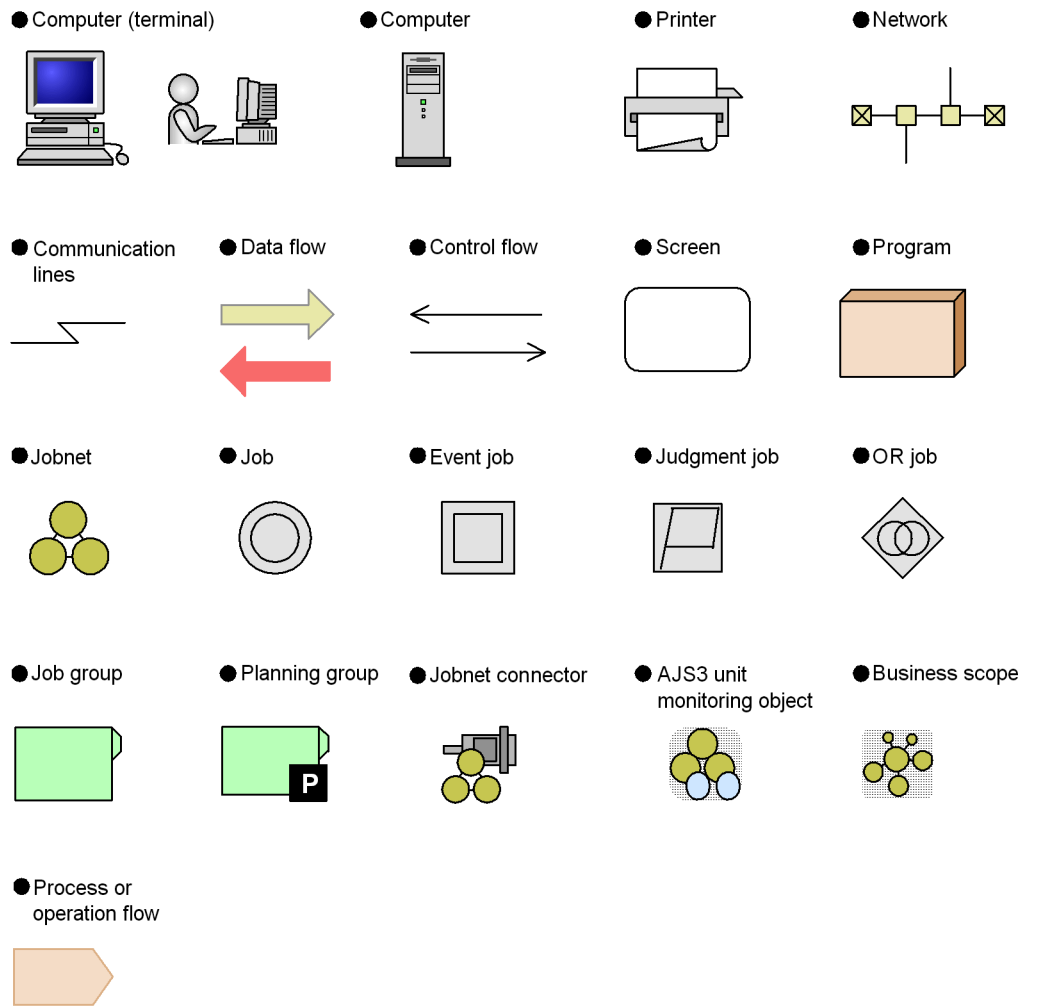 ● Computer (terminal)
● Computer
● Printer
● Network
● Communication
lines
● Data flow
● Control flow
● Screen
● Program
● Jobnet
● Job
● Event job
● Judgment job
● OR job
● Job group
● Planning group
● Jobnet connector
● AJS3 unit
monitoring object
● Business scope
P
● Process or
operation flow